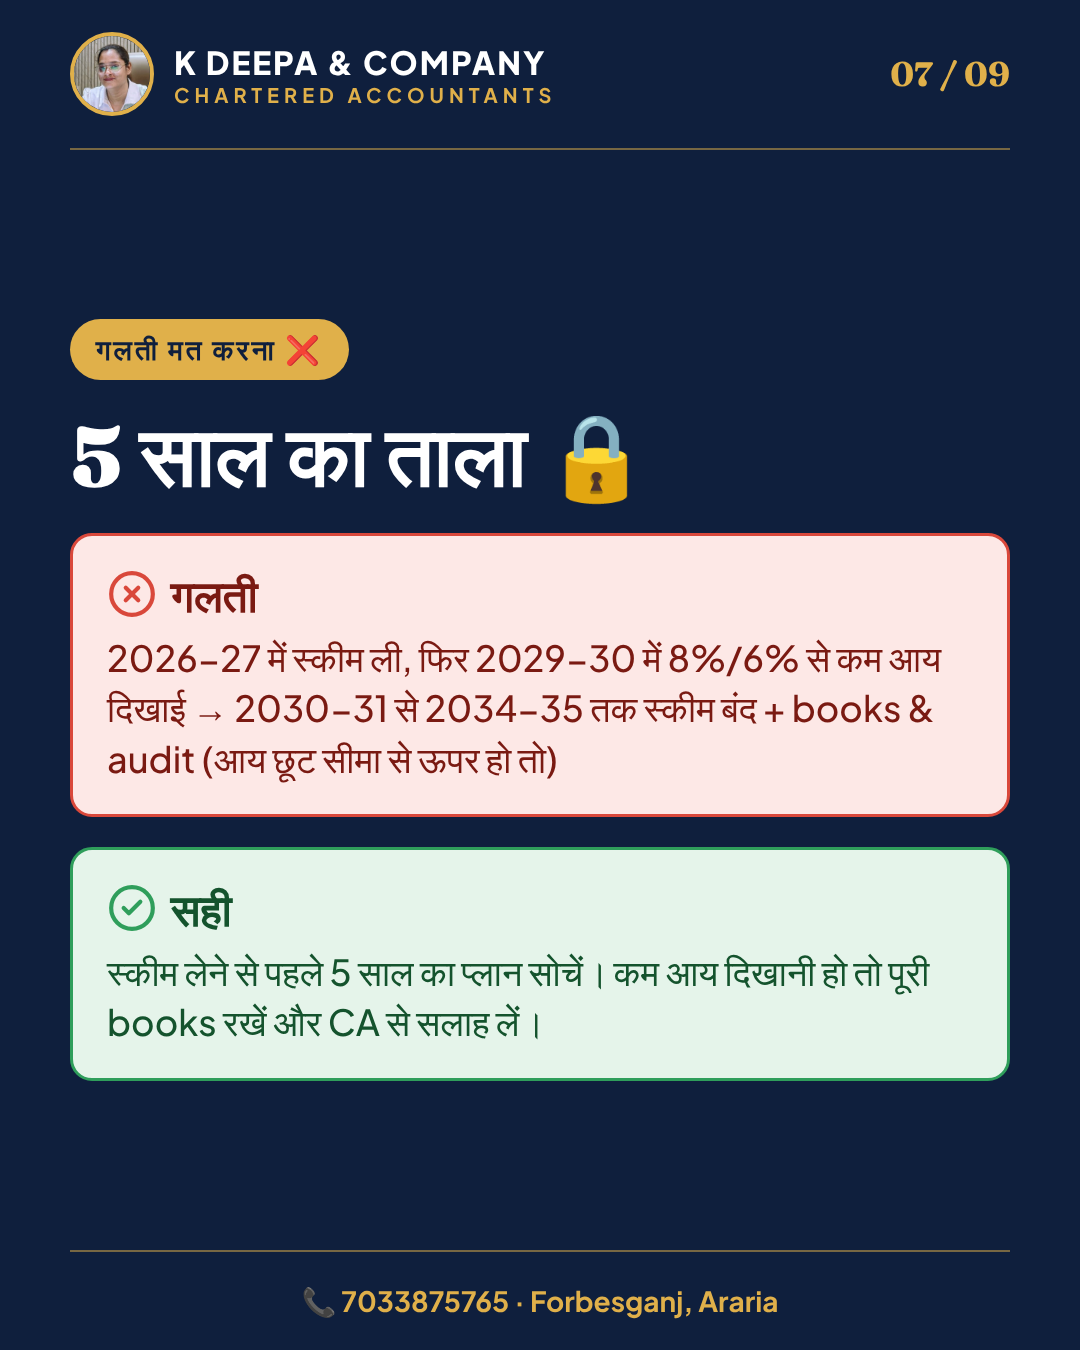 K DEEPA & COMPANY
CHARTERED ACCOUNTANTS
07 / 09
गलती मत करना ❌
5 साल का ताला 🔒
गलती
2026–27 में स्कीम ली, फिर 2029–30 में 8%/6% से कम आय
दिखाई → 2030–31 से 2034–35 तक स्कीम बंद + books &
audit (आय छूट सीमा से ऊपर हो तो)
सही
स्कीम लेने से पहले 5 साल का प्लान सोचें। कम आय दिखानी हो तो पूरी
books रखें और CA से सलाह लें।
📞 7033875765 · Forbesganj, Araria